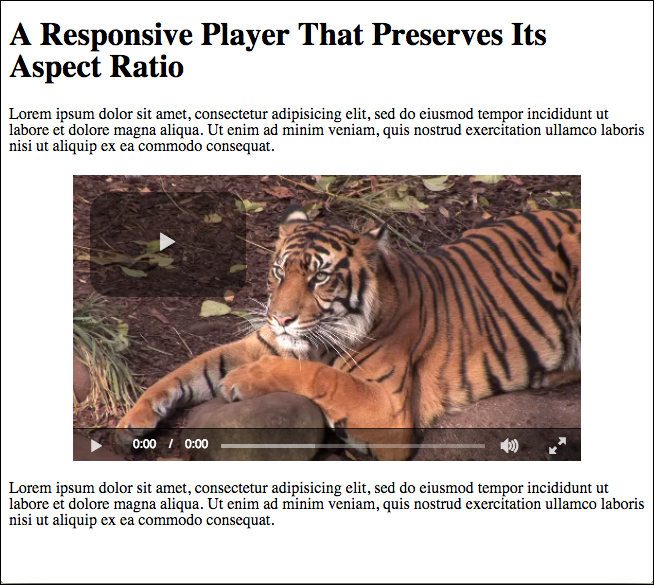 A Responsive Player That Preserves Its
Aspect Ratio
Lorem ipsum dolor sit amet, consectetur adipisicing elit, sed do eiusmod tempor incididunt ut
labore et dolore magna aliqua. Ut enim ad minim veniam, quis nostrud exercitation ullamco laboris
nisi ut aliquip ex ea commodo consequat.
0:00 / 0:00
Lorem ipsum dolor sit amet, consectetur adipisicing elit, sed do eiusmod tempor incididunt ut
labore et dolore magna aliqua. Ut enim ad minim veniam, quis nostrud exercitation ullamco laboris
nisi ut aliquip ex ea commodo consequat.